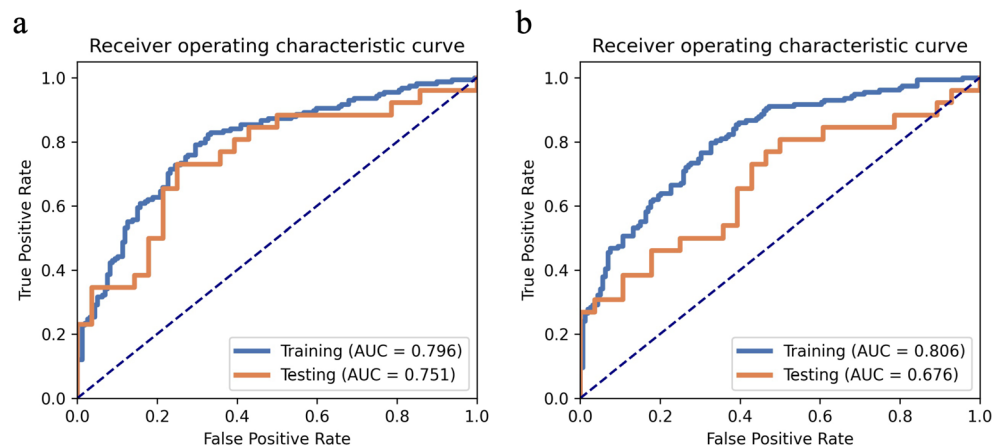 a
Receiver operating characteristic curve
True Positive Rate
1.0
0.8
0.6
0.4
0.2
0.0
Training (AUC = 0.796)
Testing (AUC = 0.751)
0.0 0.2 0.4 0.6 0.8 1.0
False Positive Rate
b
Receiver operating characteristic curve
True Positive Rate
1.0
0.8
0.6
0.4
0.2
0.0
Training (AUC = 0.806)
Testing (AUC = 0.676)
0.0 0.2 0.4 0.6 0.8 1.0
False Positive Rate